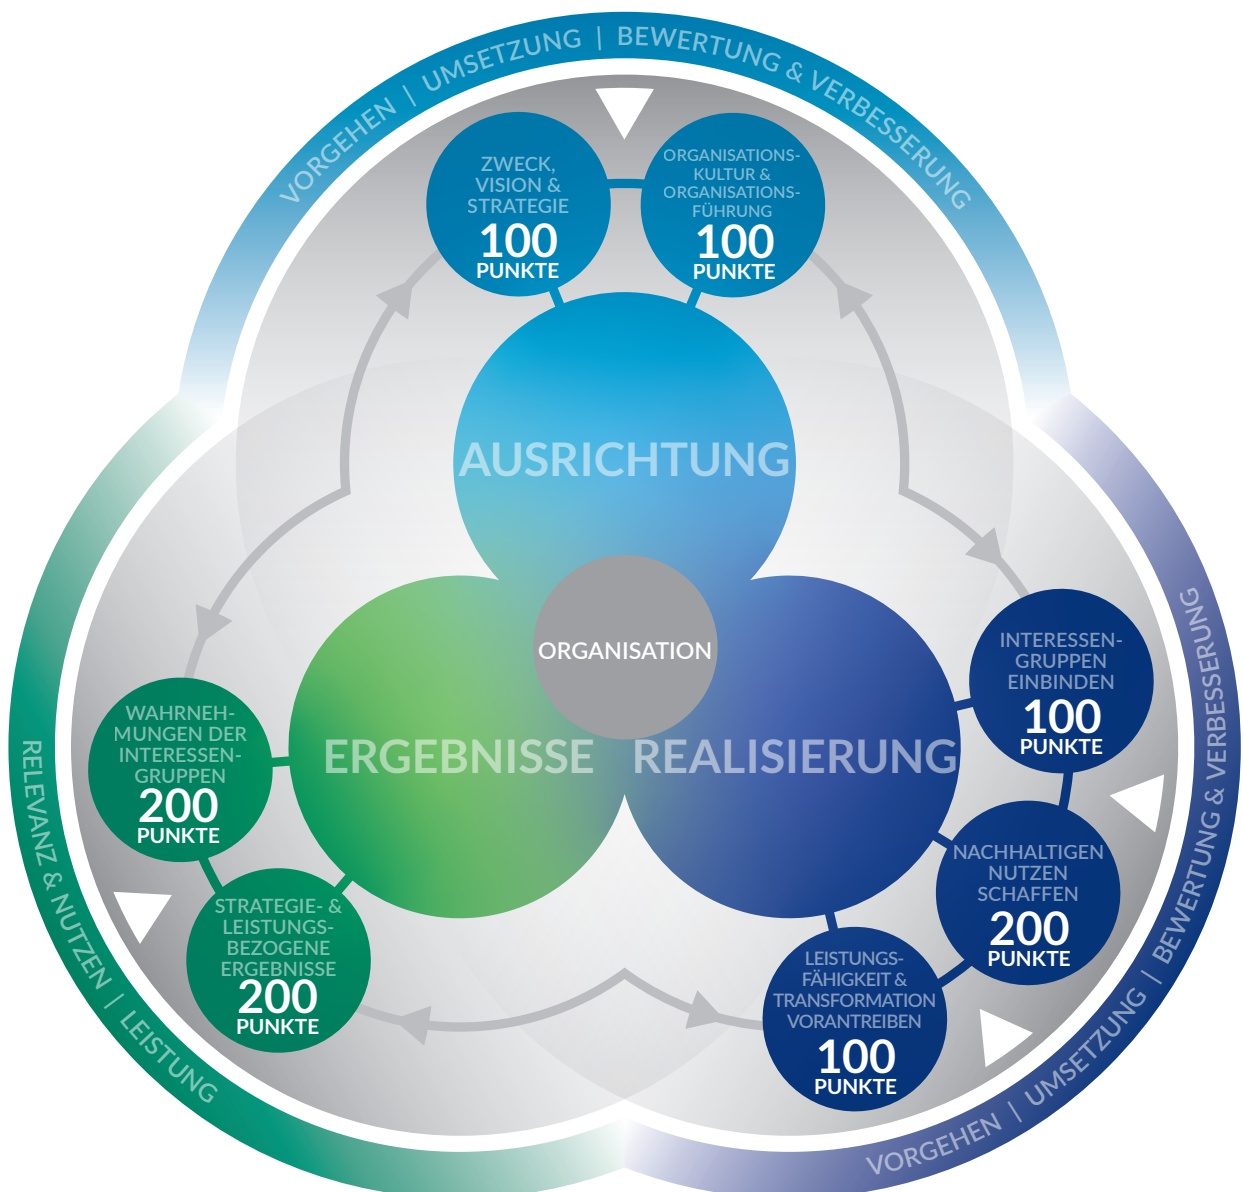 VORGEHEN | UMSETZUNG | BEWERTUNG & VERBESSERUNG
ZWECK,
VISION &
STRATEGIE
100
PUNKTE
ORGANISATIONS-
KULTUR &
ORGANISATIONS-
FÜHRUNG
100
PUNKTE
AUSRICHTUNG
ORGANISATION
ERGEBNISSE
REALISIERUNG
INTERESSEN-
GRUPPEN
EINBINDEN
100
PUNKTE
NACHHALTIGEN
NUTZEN
SCHAFFEN
200
PUNKTE
LEISTUNGS-
FÄHIGKEIT &
TRANSFORMATION
VORANTREIBEN
100
PUNKTE
VORGEHEN | UMSETZUNG | BEWERTUNG & VERBESSERUNG
WAHRNEH-
MUNGEN DER
INTERESSEN-
GRUPPEN
200
PUNKTE
STRATEGIE- &
LEISTUNGS-
BEZOGENE
ERGEBNISSE
200
PUNKTE
RELEVANZ & NUTZEN | LEISTUNG